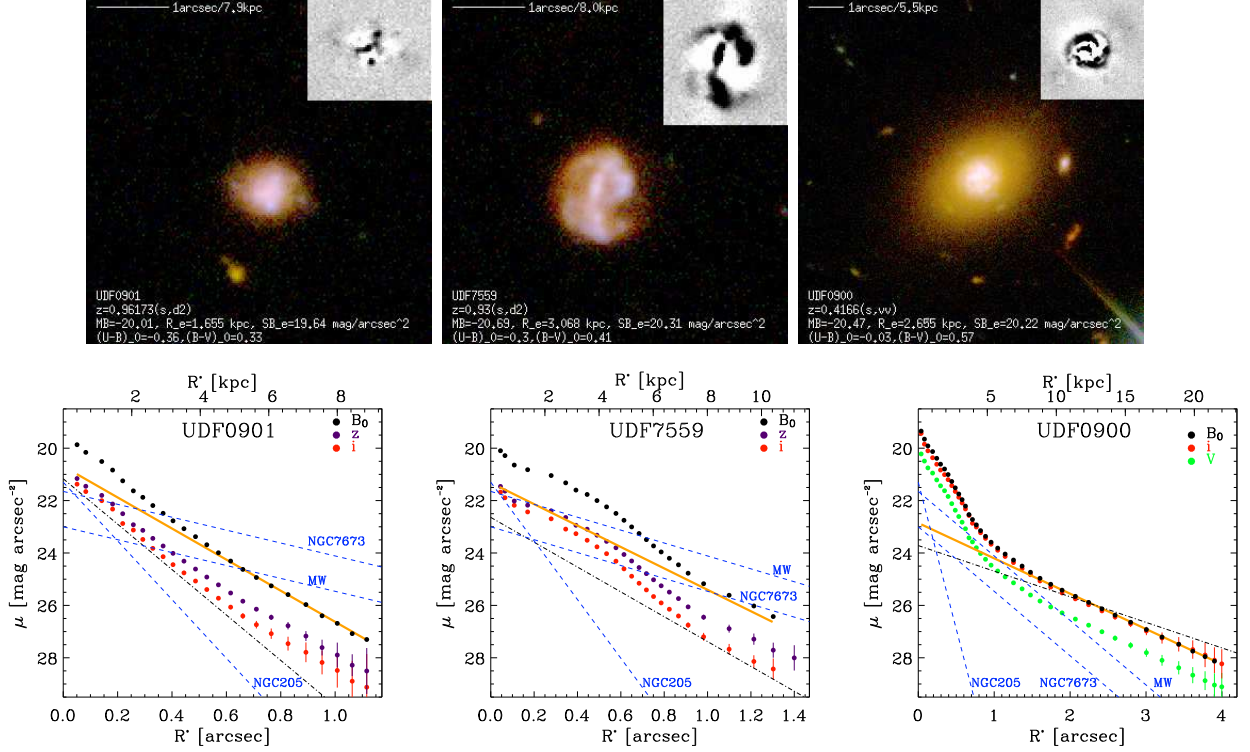 1arcsec/7.9kpc
UDF0901
z=0.96173(s,d2)
MB=-20.01, R_e=1.655 kpc, SB_e=19.64 mag/arcsec^2
(U-B)_0=-0.36,(B-V)_0=0.33
1arcsec/8.0kpc
UDF7559
z=0.93(s,d2)
MB=-20.69, R_e=3.068 kpc, SB_e=20.31 mag/arcsec^2
(U-B)_0=-0.3,(B-V)_0=0.41
1arcsec/5.5kpc
UDF0900
z=0.4166(s,vv)
MB=-20.47, R_e=2.655 kpc, SB_e=20.22 mag/arcsec^2
(U-B)_0=-0.03,(B-V)_0=0.57
R* [kpc]
2 4 6 8
UDF0901
B₀
z
i
μ [mag arcsec⁻²]
20
22
24
26
28
NGC7673
MW
NGC205
0.0 0.2 0.4 0.6 0.8 1.0
R* [arcsec]
R* [kpc]
2 4 6 8 10
UDF7559
B₀
z
i
μ [mag arcsec⁻²]
20
22
24
26
28
MW
NGC7673
NGC205
0.0 0.2 0.4 0.6 0.8 1.0 1.2 1.4
R* [arcsec]
R* [kpc]
5 10 15 20
UDF0900
B₀
i
V
μ [mag arcsec⁻²]
20
22
24
26
28
NGC205
NGC7673
MW
0 1 2 3 4
R* [arcsec]